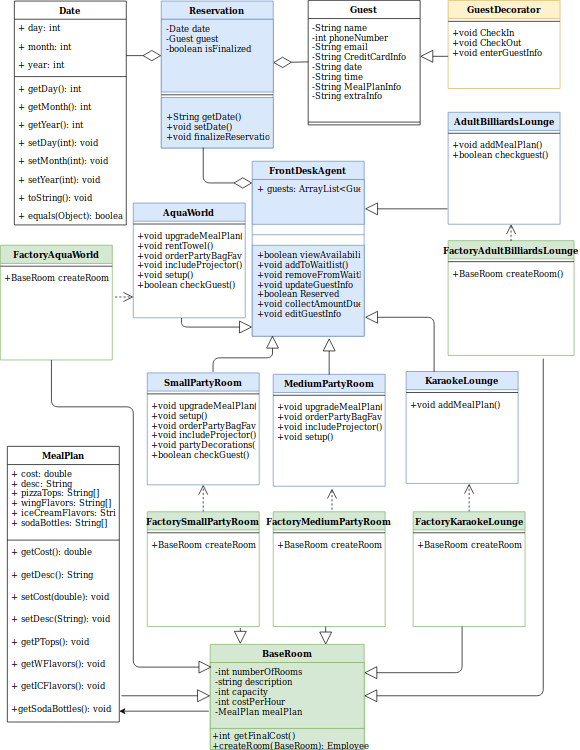 Date
+ day: int
+ month: int
+ year: int
+ getDay(): int
+ getMonth(): int
+ getYear(): int
+ setDay(int): void
+ setMonth(int): void
+ setYear(int): void
+ toString(): void
+ equals(Object): boolea
Reservation
-Date date
-Guest guest
-boolean isFinalized
+String getDate()
+void setDate()
+void finalizeReservatio
Guest
-String name
-int phoneNumber
-String email
-String CreditCardInfo
-String date
-String time
-String MealPlanInfo
-String extraInfo
GuestDecorator
+void CheckIn
+void CheckOut
+void enterGuestInfo
AdultBilliardsLounge
+void addMealPlan()
+boolean checkguest()
FrontDeskAgent
+ guests: ArrayList<Gue
+boolean viewAvailabili
+void addToWaitlist()
+void removeFromWaitl
+void updateGuestInfo
+boolean Reserved
+void collectAmountDue
+void editGuestInfo
AquaWorld
+void upgradeMealPlan(
+void rentTowel()
+void orderPartyBagFav
+void includeProjector()
+void setup()
+boolean checkGuest()
FactoryAquaWorld
+BaseRoom createRoom
FactoryAdultBilliardsLounge
+BaseRoom createRoom()
SmallPartyRoom
+void upgradeMealPlan(
+void setup()
+void orderPartyBagFav
+void includeProjector()
+void partyDecorations(
+boolean checkGuest()
MediumPartyRoom
+void upgradeMealPlan(
+void orderPartyBagFav
+void includeProjector()
+void setup()
KaraokeLounge
+void addMealPlan()
MealPlan
+ cost: double
+ desc: String
+ pizzaTops: String[]
+ wingFlavors: String[]
+ iceCreamFlavors: Stri
+ sodaBottles: String[]
+ getCost(): double
+ getDesc(): String
+ setCost(double): void
+ setDesc(String): void
+ getPTops(): void
+ getWFlavors(): void
+ getICFlavors(): void
+getSodaBottles(): void
FactorySmallPartyRoom
+BaseRoom createRoom
FactoryMediumPartyRoom
+BaseRoom createRoom
FactoryKaraokeLounge
+BaseRoom createRoom
BaseRoom
-int numberOfRooms
-string description
-int capacity
-int costPerHour
-MealPlan mealPlan
+int getFinalCost()
+createRoom(BaseRoom): Employee